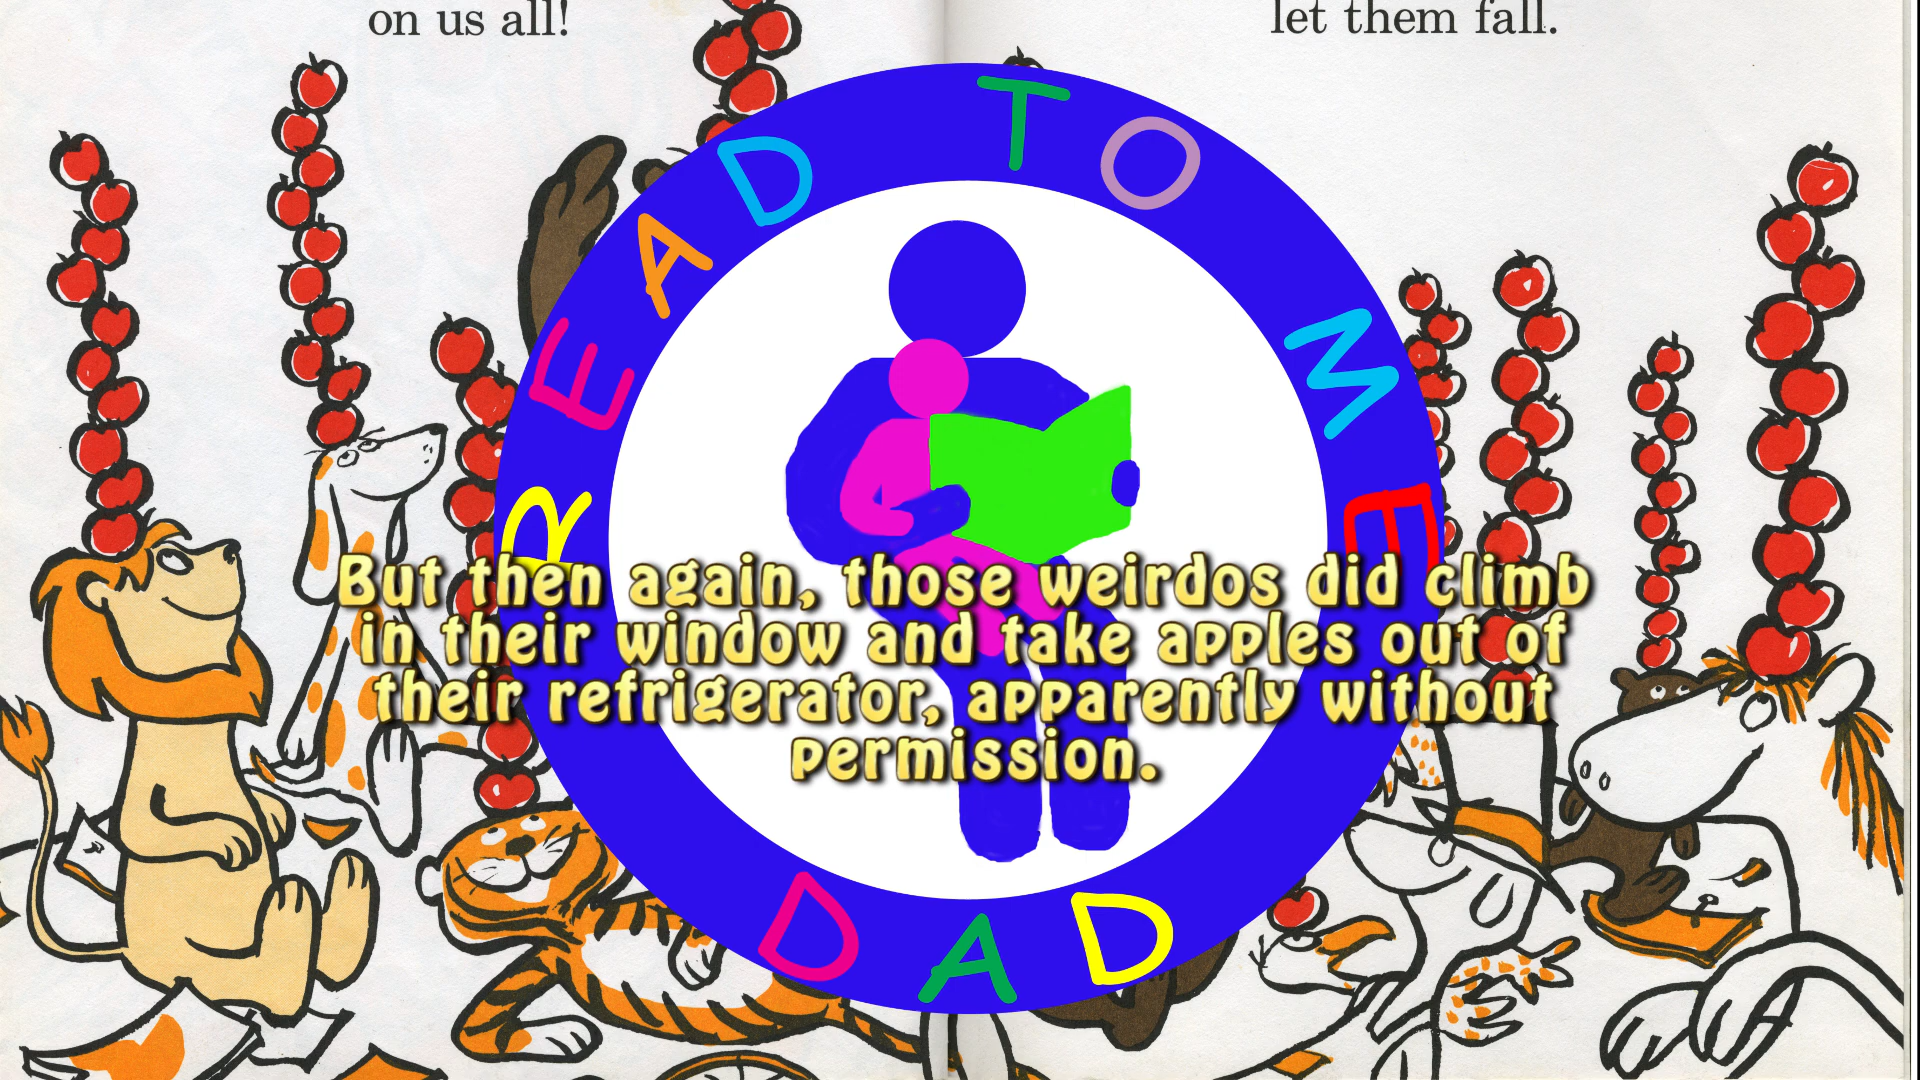 on us all!
let them fall.
READ TO ME
But then again, those weirdos did climb
in their window and take apples out of
their refrigerator, apparently without
permission.
DAD